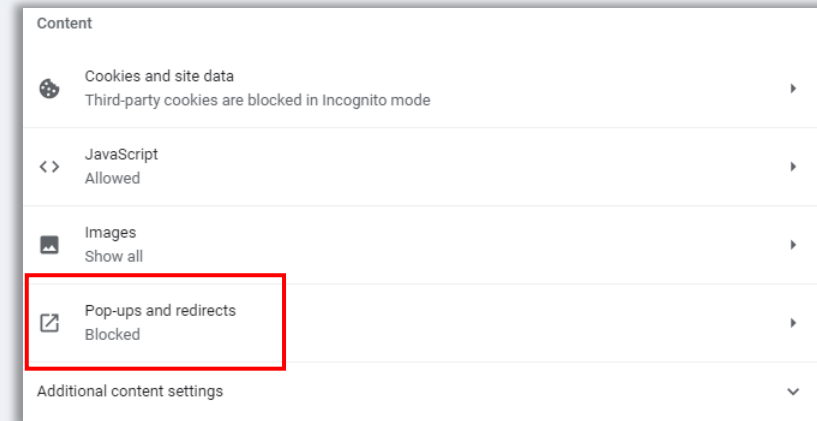 Content
Cookies and site data
Third-party cookies are blocked in Incognito mode
JavaScript
Allowed
Images
Show all
Pop-ups and redirects
Blocked
Additional content settings